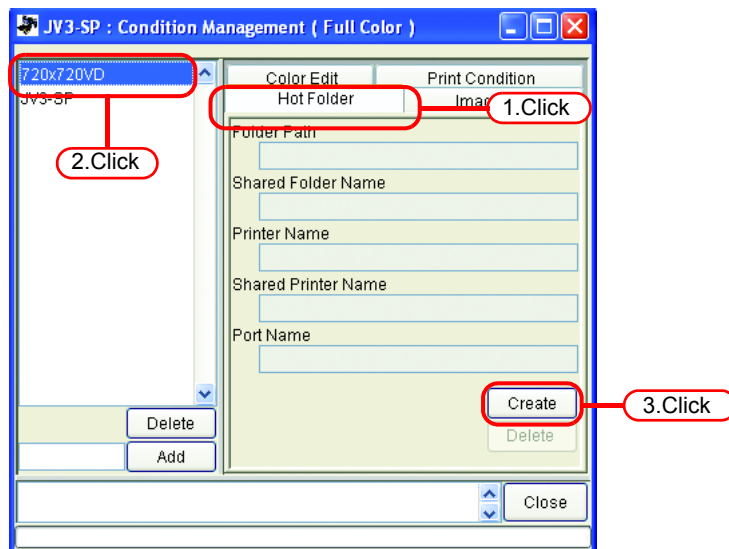 JV3-SP : Condition Management ( Full Color )
720x720VD
JV3-SP
2.Click
Color Edit
Print Condition
Hot Folder
1.Click
Folder Path
Shared Folder Name
Printer Name
Shared Printer Name
Port Name
Create
3.Click
Delete
Delete
Add
Close